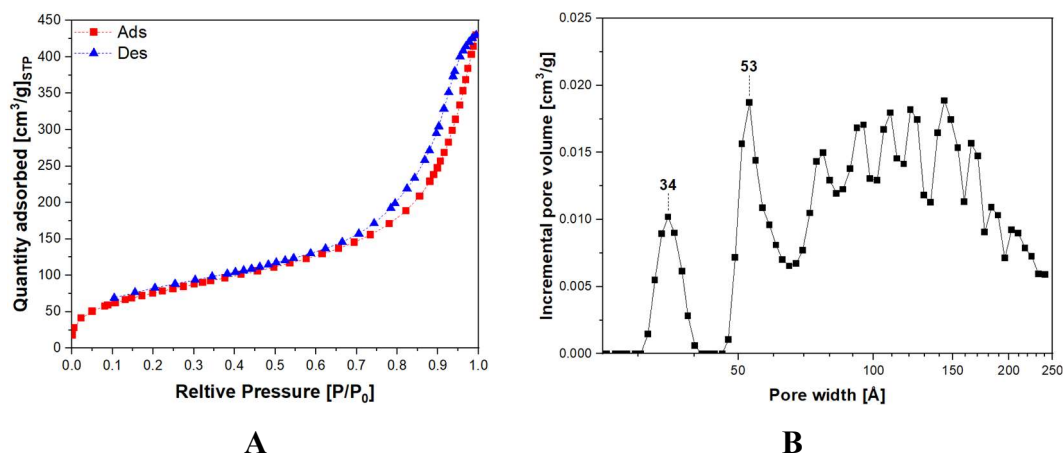 450
400
350
300
250
200
150
100
50
0
Ads
Des
Quantity adsorbed [cm³/g]STP
0.0 0.1 0.2 0.3 0.4 0.5 0.6 0.7 0.8 0.9 1.0
Reltive Pressure [P/P₀]
A
0.025
0.020
0.015
0.010
0.005
0.000
53
34
Incremental pore volume [cm³/g]
50 100 150 200 250
Pore width [Å]
B